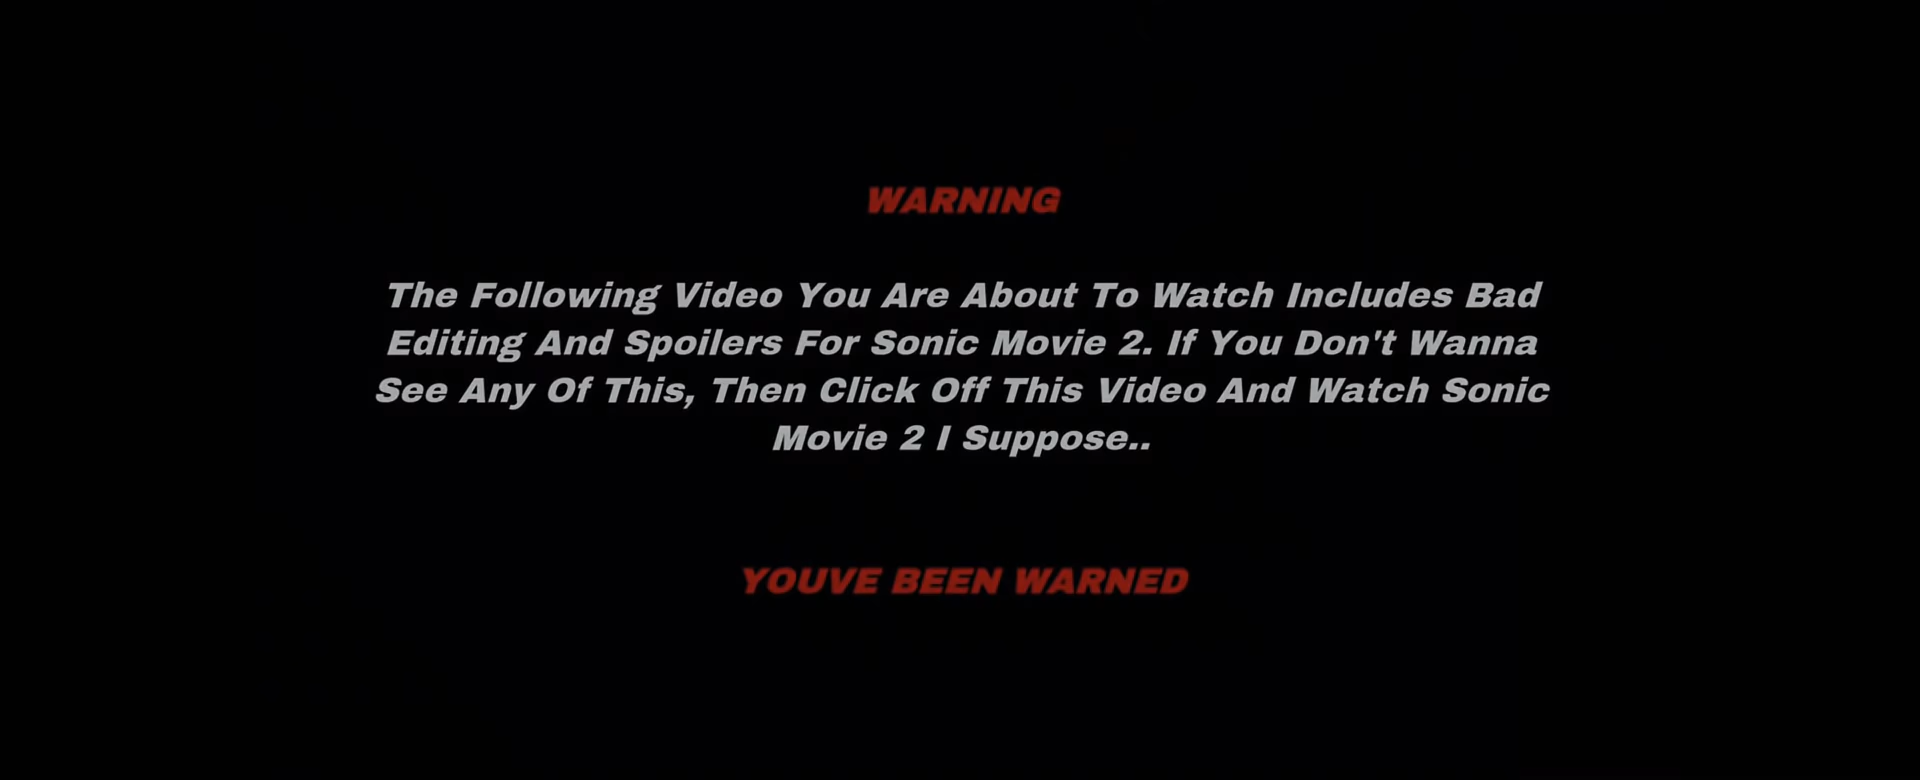 WARNING
The Following Video You Are About To Watch Includes Bad
Editing And Spoilers For Sonic Movie 2. If You Don't Wanna
See Any Of This, Then Click Off This Video And Watch Sonic
Movie 2 I Suppose..
YOUVE BEEN WARNED